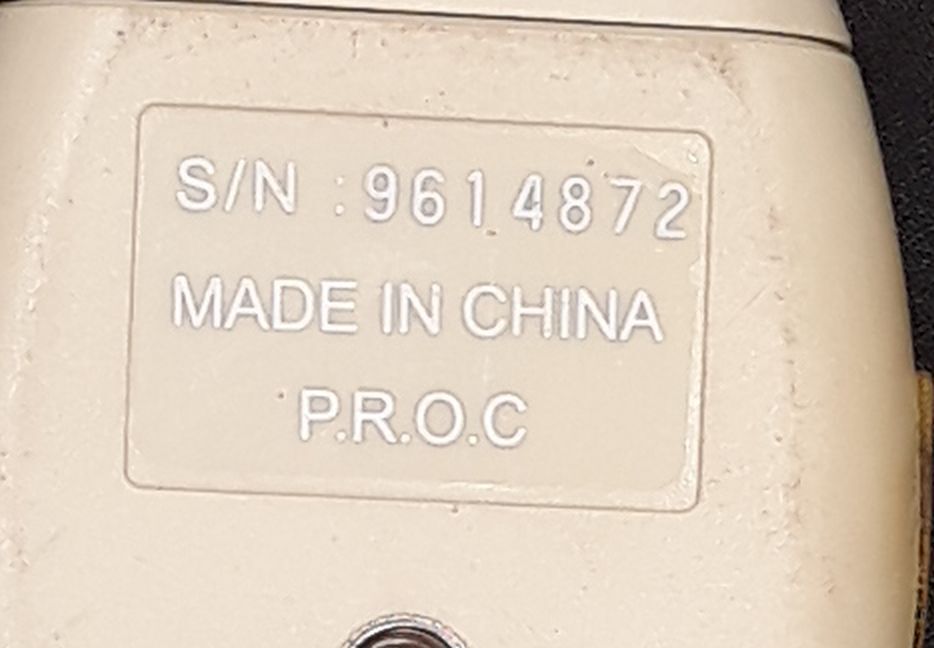 S/N :9614872
MADE IN CHINA
P.R.O.C